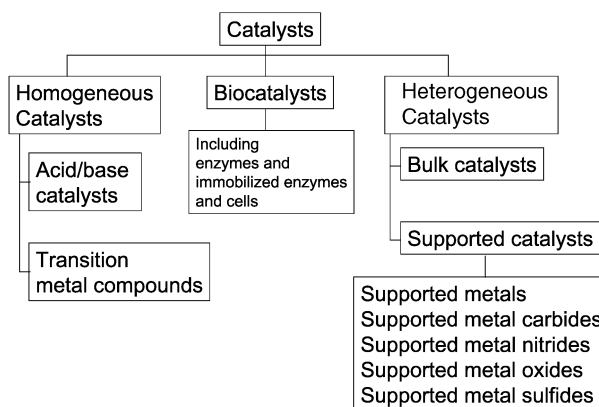 Catalysts
Homogeneous
Catalysts
Biocatalysts
Heterogeneous
Catalysts
Including
enzymes and
immobilized enzymes
and cells
Acid/base
catalysts
Bulk catalysts
Transition
metal compounds
Supported catalysts
Supported metals
Supported metal carbides
Supported metal nitrides
Supported metal oxides
Supported metal sulfides